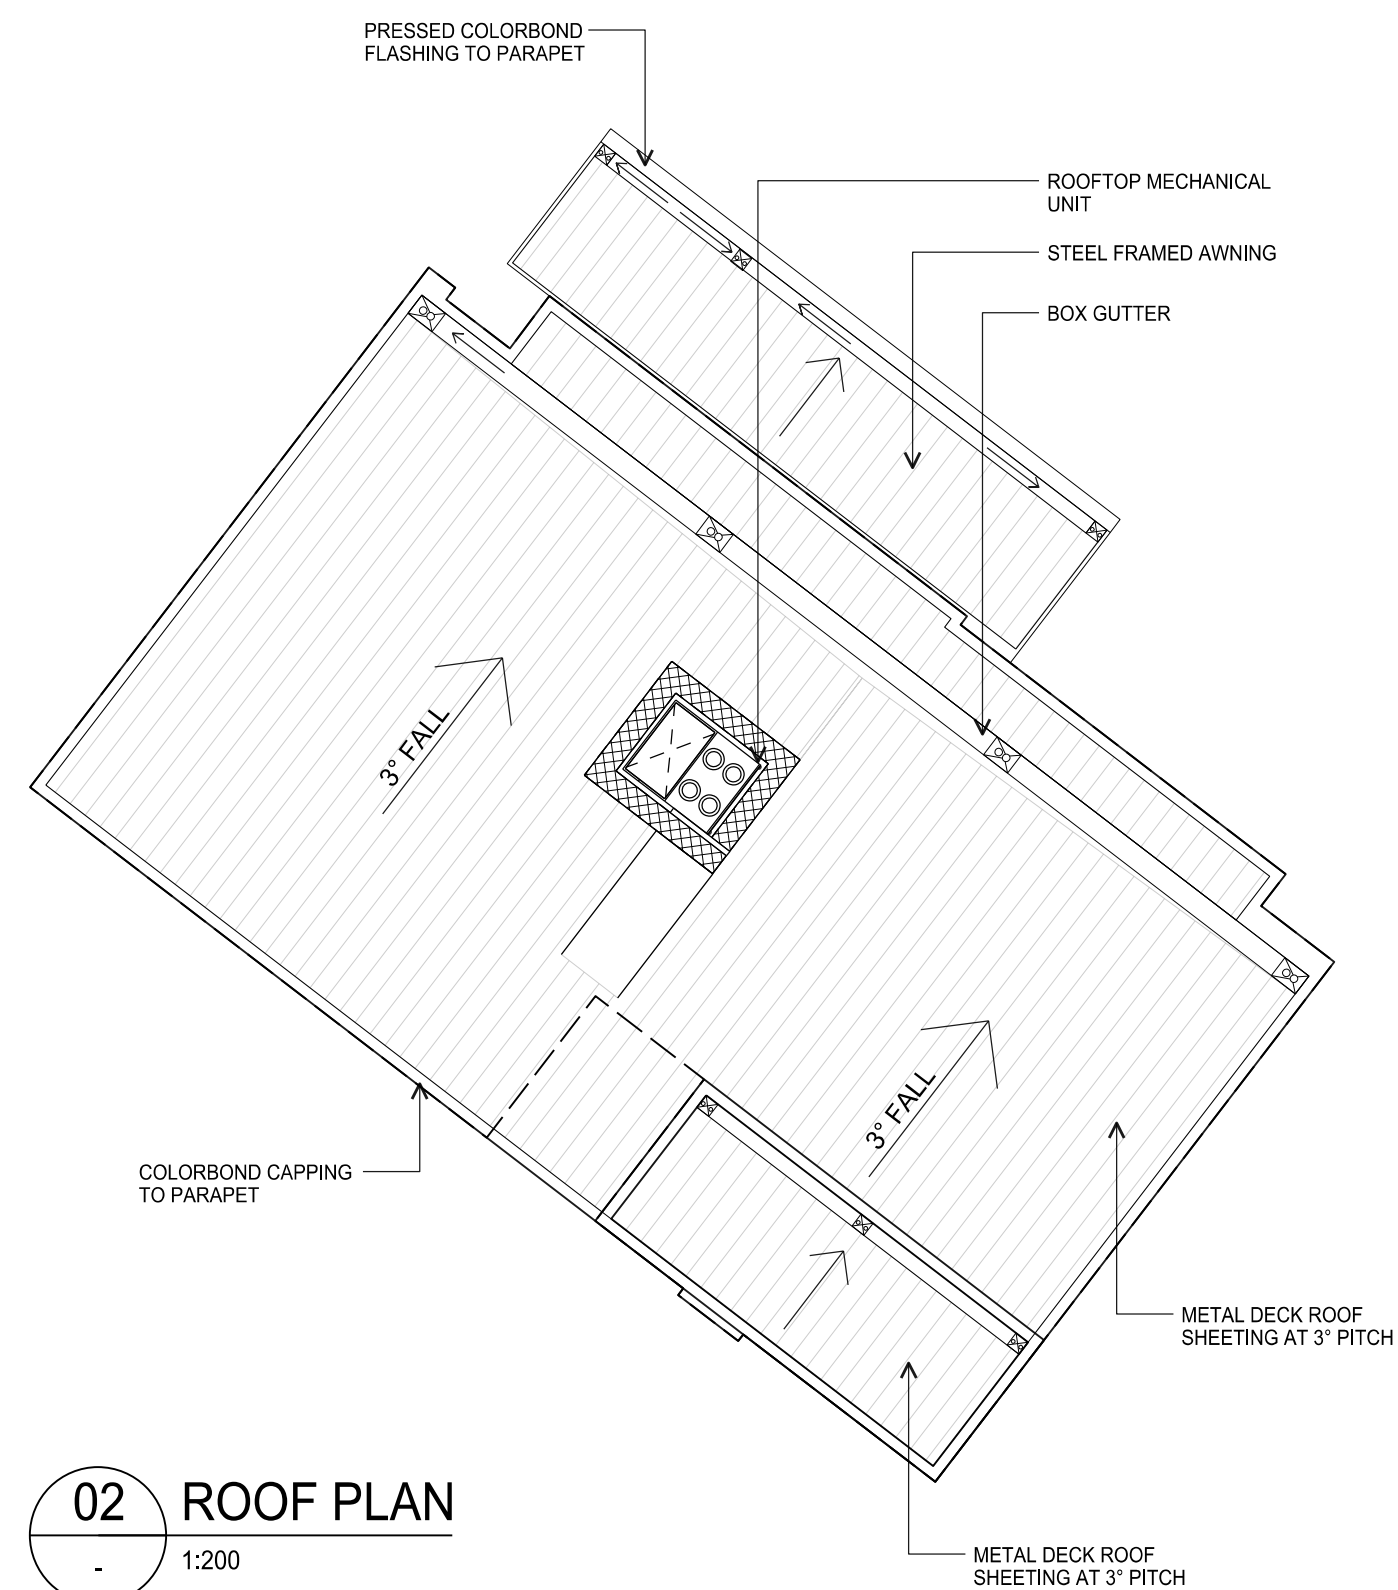 PRESSED COLORBOND
FLASHING TO PARAPET
ROOFTOP MECHANICAL
UNIT
STEEL FRAMED AWNING
BOX GUTTER
3° FALL
3° FALL
COLORBOND CAPPING
TO PARAPET
METAL DECK ROOF
SHEETING AT 3° PITCH
METAL DECK ROOF
SHEETING AT 3° PITCH
02
ROOF PLAN
-
1:200